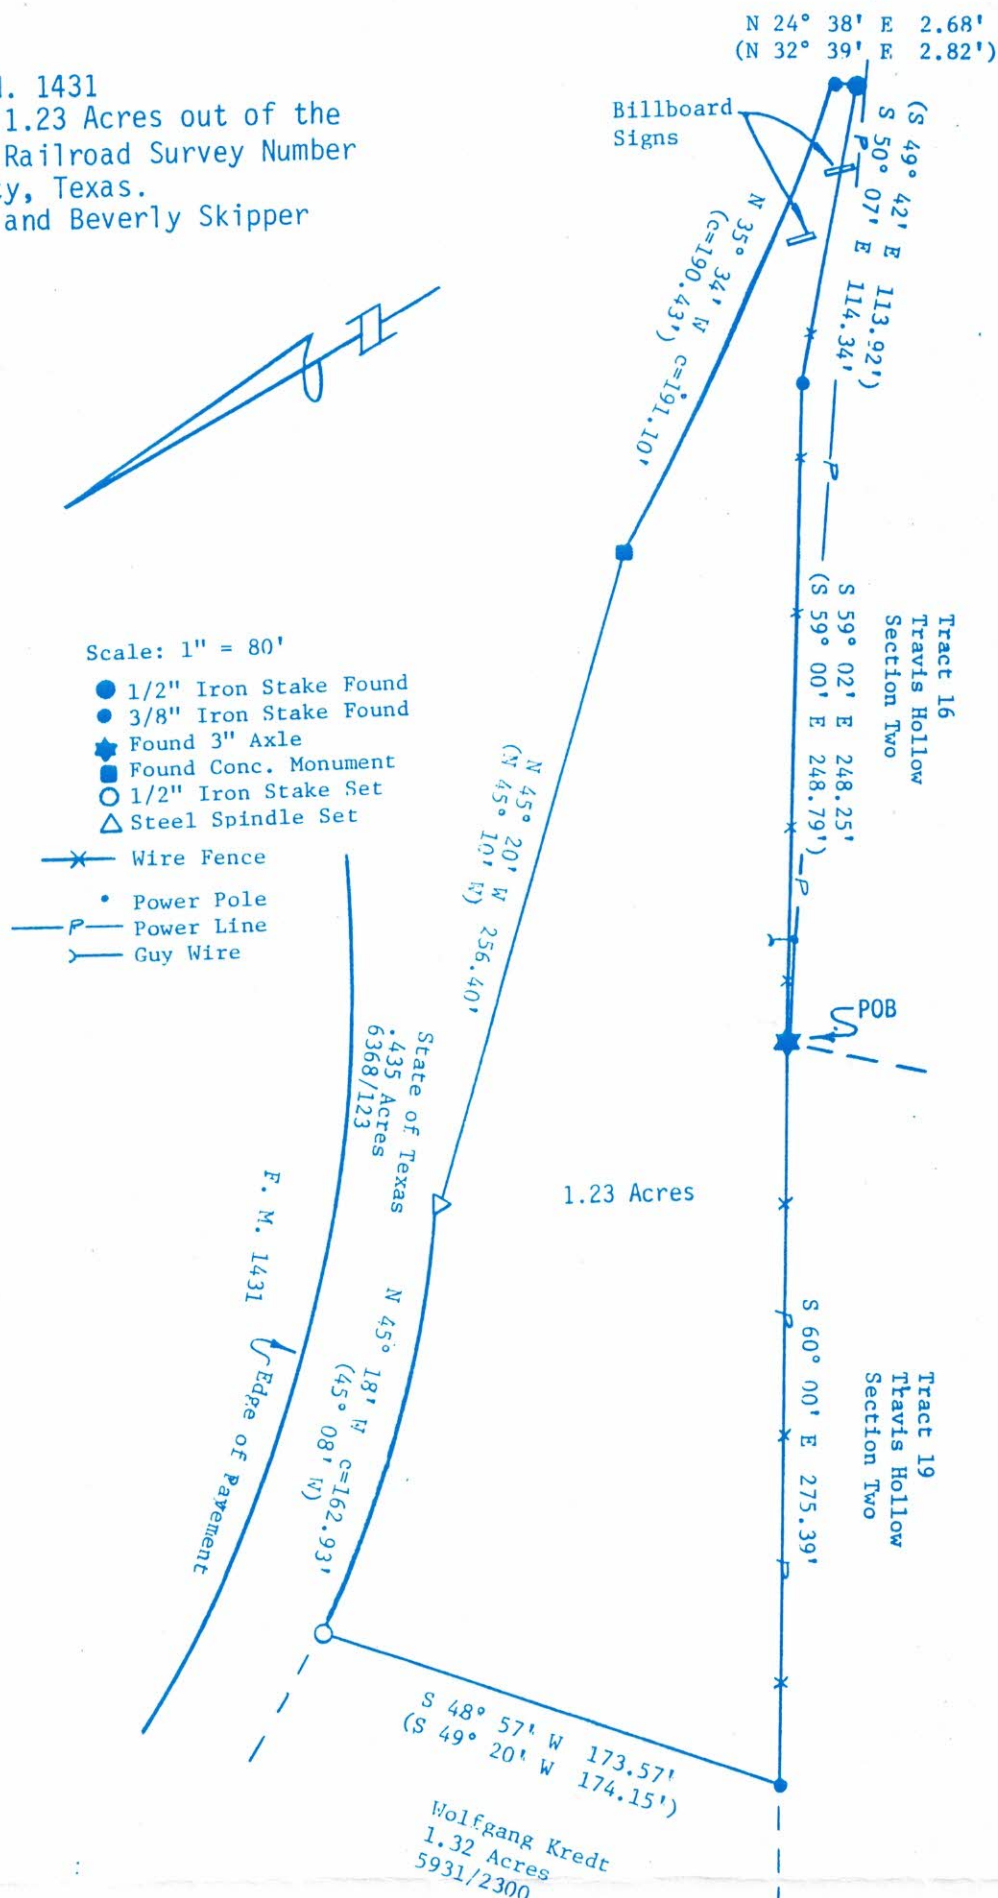 N 24° 38' E 2.68'
(N 32° 39' E 2.82')
. 1431
1.23 Acres out of the
Railroad Survey Number
y, Texas.
and Beverly Skipper
Billboard
Signs
(S 49° 42' E 113.92')
S 50° 07' E 114.34'
P
N 35° 34' W c=191.10'
(c=190.43')
P
Tract 16
Travis Hollow
Section Two
S 59° 02' E 248.25'
(S 59° 00' E 248.79')
P
Scale: 1" = 80'
1/2" Iron Stake Found
3/8" Iron Stake Found
Found 3" Axle
Found Conc. Monument
1/2" Iron Stake Set
Steel Spindle Set
Wire Fence
Power Pole
P Power Line
Guy Wire
N 45° 20' W 256.40'
(N 45° 10' W)
POB
State of Texas
.435 Acres
6368/123
1.23 Acres
F. M. 1431
Edge of Pavement
N 45° 18' W c=162.93'
(45° 08' W)
P
S 60° 00' E 275.39'
P
Tract 19
Travis Hollow
Section Two
S 48° 57' W 173.57'
(S 49° 20' W 174.15')
Wolfgang Kredt
1.32 Acres
5931/2300